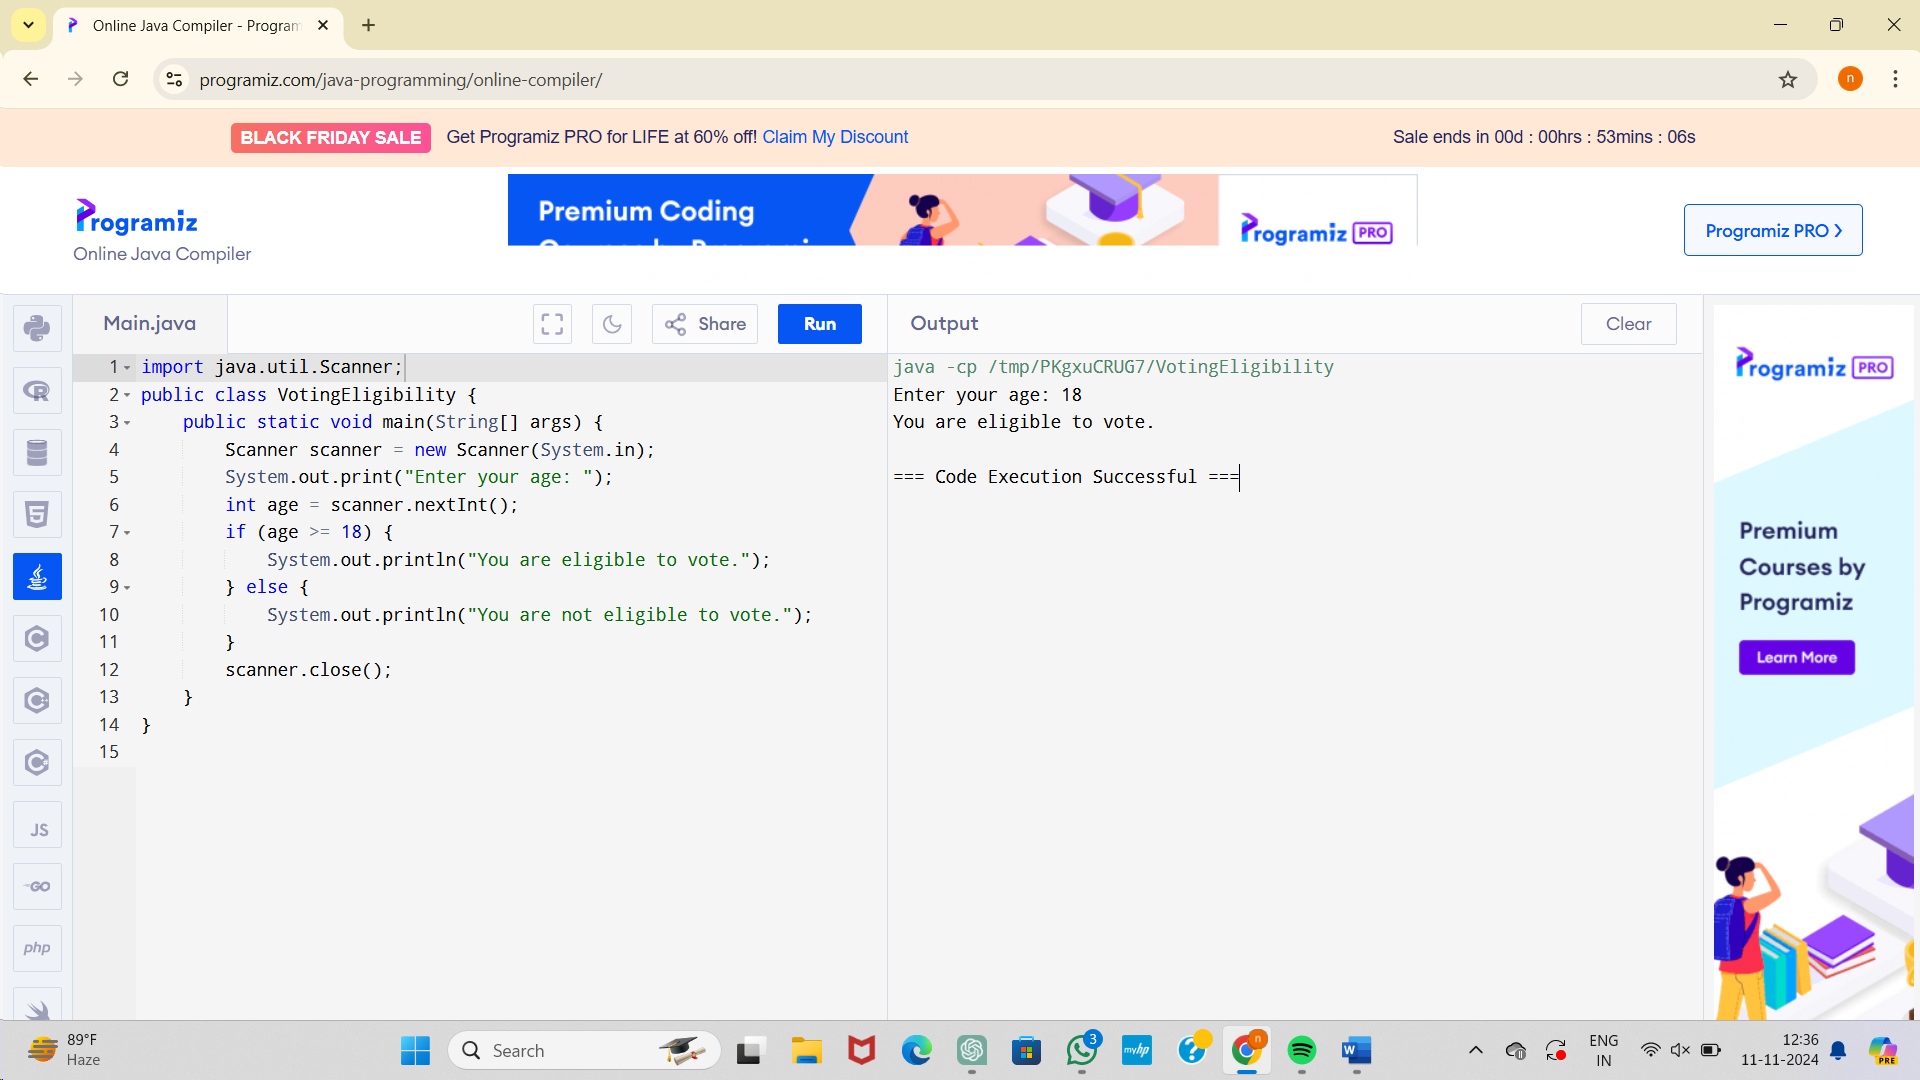 Online Java Compiler - Program
programiz.com/java-programming/online-compiler/
n
BLACK FRIDAY SALE Get Programiz PRO for LIFE at 60% off! Claim My Discount Sale ends in 00d : 00hrs : 53mins : 06s
Programiz
Online Java Compiler
Premium Coding
Programiz PRO
Programiz PRO
Main.java
Share
Run
Output
Clear
1 import java.util.Scanner;
2 public class VotingEligibility {
3 public static void main(String[] args) {
4 Scanner scanner = new Scanner(System.in);
5 System.out.print("Enter your age: ");
6 int age = scanner.nextInt();
7 if (age >= 18) {
8 System.out.println("You are eligible to vote.");
9 } else {
10 System.out.println("You are not eligible to vote.");
11 }
12 scanner.close();
13 }
14 }
15
java -cp /tmp/PKgxuCRUG7/VotingEligibility
Enter your age: 18
You are eligible to vote.
=== Code Execution Successful ===
Programiz PRO
Premium
Courses by
Programiz
Learn More
JS
GO
php
89°F
Haze
Search
3
myhp
n
W
ENG
IN
12:36
11-11-2024
PRE